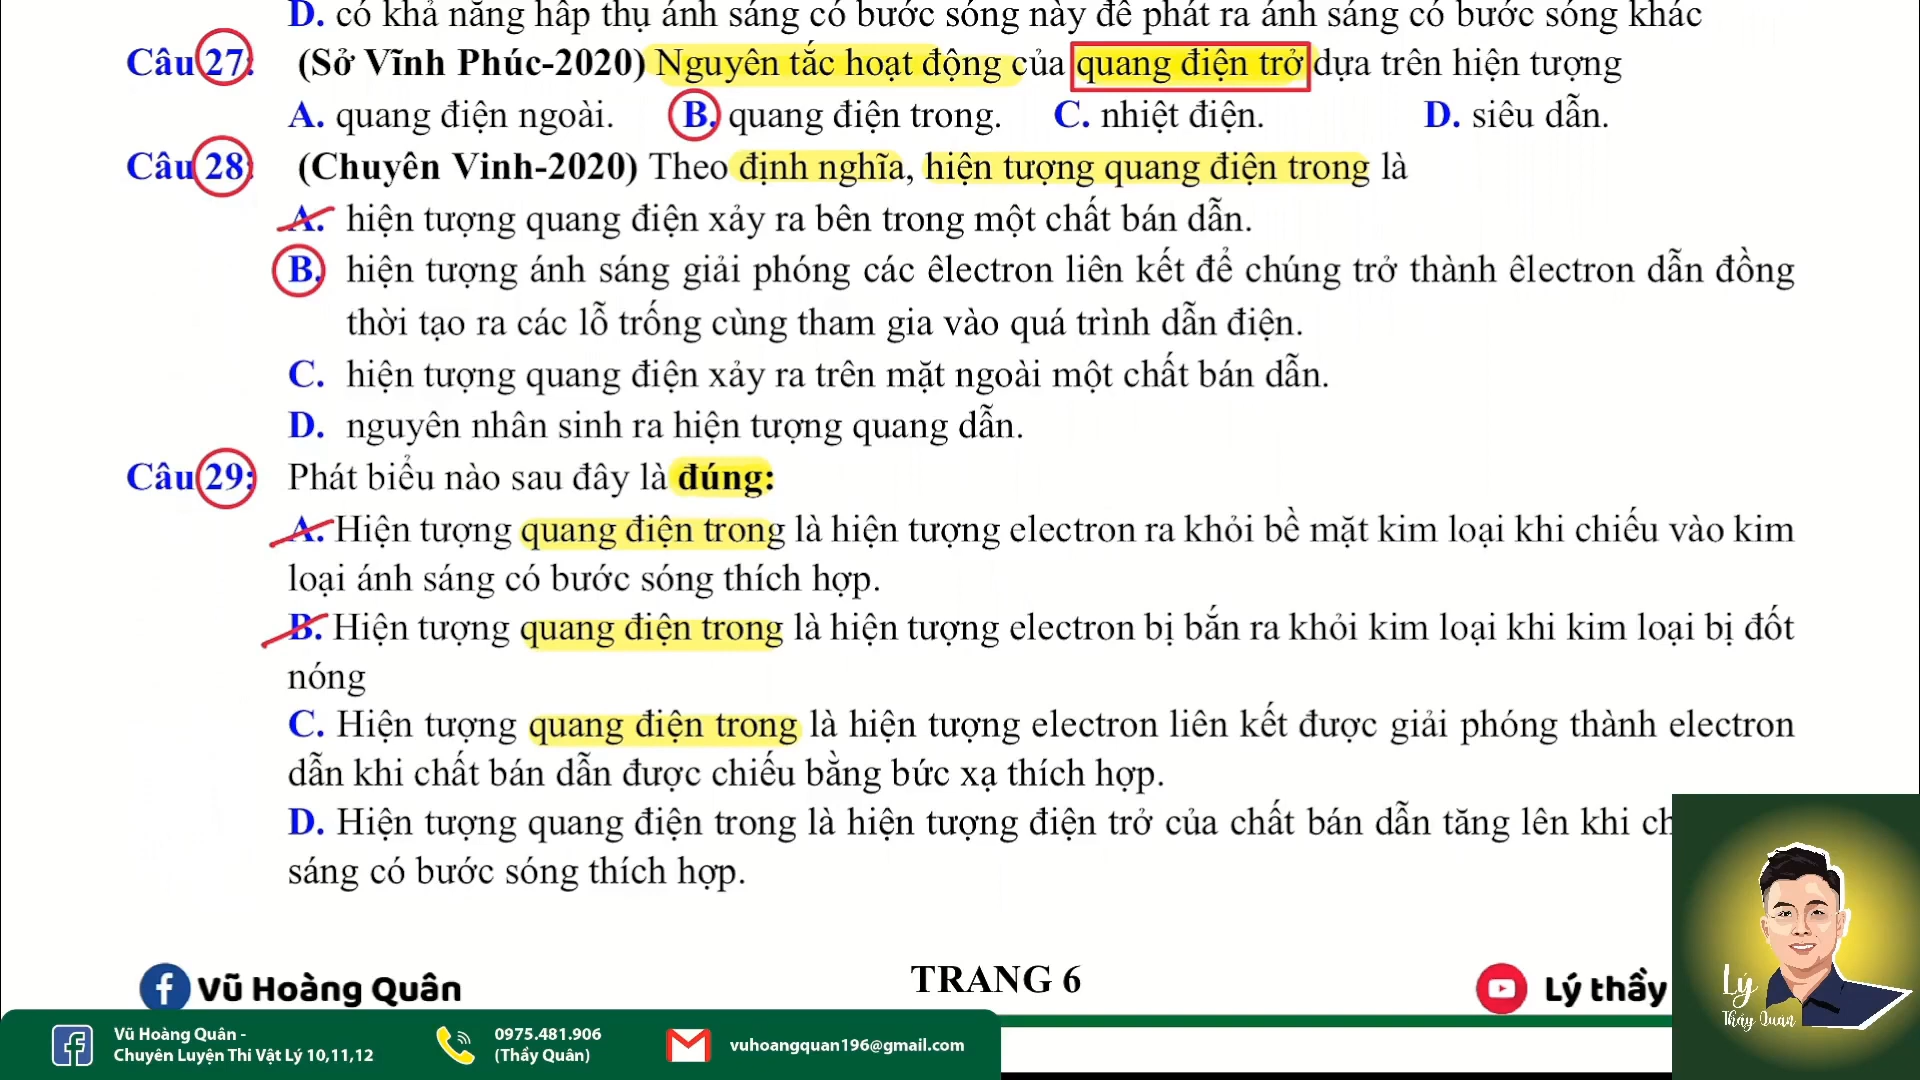 D. có khả năng hấp thụ ánh sáng có bước sóng này để phát ra ánh sáng có bước sóng khác
Câu 27: (Sở Vĩnh Phúc-2020) Nguyên tắc hoạt động của quang điện trở dựa trên hiện tượng
A. quang điện ngoài. B. quang điện trong. C. nhiệt điện. D. siêu dẫn.
Câu 28: (Chuyên Vinh-2020) Theo định nghĩa, hiện tượng quang điện trong là
A. hiện tượng quang điện xảy ra bên trong một chất bán dẫn.
B. hiện tượng ánh sáng giải phóng các êlectron liên kết để chúng trở thành êlectron dẫn đồng
thời tạo ra các lỗ trống cùng tham gia vào quá trình dẫn điện.
C. hiện tượng quang điện xảy ra trên mặt ngoài một chất bán dẫn.
D. nguyên nhân sinh ra hiện tượng quang dẫn.
Câu 29: Phát biểu nào sau đây là đúng:
A. Hiện tượng quang điện trong là hiện tượng electron ra khỏi bề mặt kim loại khi chiếu vào kim
loại ánh sáng có bước sóng thích hợp.
B. Hiện tượng quang điện trong là hiện tượng electron bị bắn ra khỏi kim loại khi kim loại bị đốt
nóng
C. Hiện tượng quang điện trong là hiện tượng electron liên kết được giải phóng thành electron
dẫn khi chất bán dẫn được chiếu bằng bức xạ thích hợp.
D. Hiện tượng quang điện trong là hiện tượng điện trở của chất bán dẫn tăng lên khi ch
sáng có bước sóng thích hợp.
Vũ Hoàng Quân TRANG 6 Lý thầy
Lý
Thầy Quân
Vũ Hoàng Quân -
Chuyên Luyện Thi Vật Lý 10,11,12
0975.481.906
(Thầy Quân)
vuhoangquan196@gmail.com